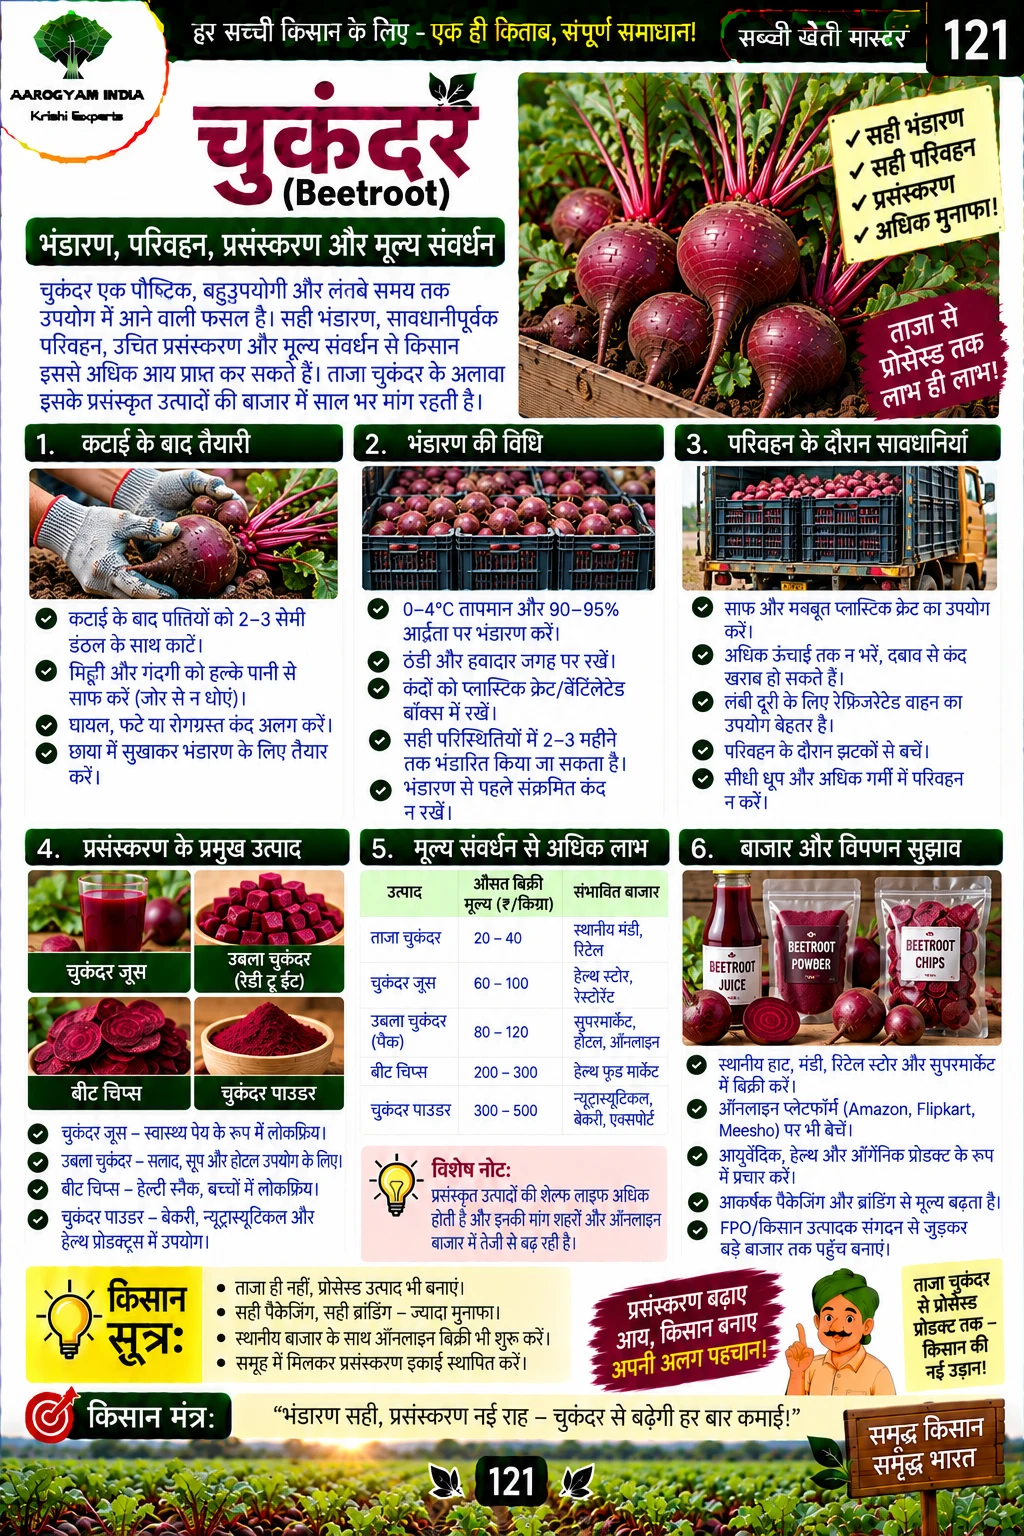 हर सच्ची किसान के लिए - एक ही किताब, संपूर्ण समाधान!
सब्जी खेती मास्टर
121
AAROGYAM INDIA
Krishi Experts
चुकंदर
(Beetroot)
✓ सही भंडारण
✓ सही परिवहन
✓ प्रसंस्करण
✓ अधिक मुनाफा!
भंडारण, परिवहन, प्रसंस्करण और मूल्य संवर्धन
चुकंदर एक पौष्टिक, बहुउपयोगी और लंबे समय तक
उपयोग में आने वाली फसल है। सही भंडारण, सावधानीपूर्वक
परिवहन, उचित प्रसंस्करण और मूल्य संवर्धन से किसान
इससे अधिक आय प्राप्त कर सकते हैं। ताजा चुकंदर के अलावा
इसके प्रसंस्कृत उत्पादों की बाजार में साल भर मांग रहती है।
ताजा से
प्रोसेस्ड तक
लाभ ही लाभ!
1. कटाई के बाद तैयारी
कटाई के बाद पत्तियों को 2–3 सेमी
डंठल के साथ काटें।
मिट्टी और गंदगी को हल्के पानी से
साफ करें (जोर से न धोएं)।
घायल, फटे या रोगग्रस्त कंद अलग करें।
छाया में सुखाकर भंडारण के लिए तैयार
करें।
2. भंडारण की विधि
0–4°C तापमान और 90–95%
आर्द्रता पर भंडारण करें।
ठंडी और हवादार जगह पर रखें।
कंदों को प्लास्टिक क्रेट/बेंटिलेटेड
बॉक्स में रखें।
सही परिस्थितियों में 2–3 महीने
तक भंडारित किया जा सकता है।
भंडारण से पहले संक्रमित कंद
न रखें।
3. परिवहन के दौरान सावधानियां
साफ और मजबूत प्लास्टिक क्रेट का उपयोग
करें।
अधिक ऊंचाई तक न भरें, दबाव से कंद
खराब हो सकते हैं।
लंबी दूरी के लिए रेफ्रिजरेटेड वाहन का
उपयोग बेहतर है।
परिवहन के दौरान झटकों से बचें।
सीधी धूप और अधिक गर्मी में परिवहन
न करें।
4. प्रसंस्करण के प्रमुख उत्पाद
चुकंदर जूस
उबला चुकंदर
(रेडी टू ईट)
बीट चिप्स
चुकंदर पाउडर
चुकंदर जूस – स्वास्थ्य पेय के रूप में लोकप्रिय।
उबला चुकंदर – सलाद, सूप और होटल उपयोग के लिए।
बीट चिप्स – हेल्दी स्नैक, बच्चों में लोकप्रिय।
चुकंदर पाउडर – बेकरी, न्यूट्रास्यूटिकल और
हेल्थ प्रोडक्ट्स में उपयोग।
5. मूल्य संवर्धन से अधिक लाभ
उत्पाद | औसत बिक्री मूल्य (₹/किग्रा) | संभावित बाजार
ताजा चुकंदर | 20 – 40 | स्थानीय मंडी, रिटेल
चुकंदर जूस | 60 – 100 | हेल्थ स्टोर, रेस्टोरेंट
उबला चुकंदर (पैक) | 80 – 120 | सुपरमार्केट, होटल, ऑनलाइन
बीट चिप्स | 200 – 300 | हेल्थ फूड मार्केट
चुकंदर पाउडर | 300 – 500 | न्यूट्रास्यूटिकल, बेकरी, एक्सपोर्ट
विशेष नोट:
प्रसंस्कृत उत्पादों की शेल्फ लाइफ अधिक
होती है और इनकी मांग शहरों और ऑनलाइन
बाजार में तेजी से बढ़ रही है।
6. बाजार और विपणन सुझाव
BEETROOT
JUICE
BEETROOT
POWDER
BEETROOT
CHIPS
स्थानीय हाट, मंडी, रिटेल स्टोर और सुपरमार्केट
में बिक्री करें।
ऑनलाइन प्लेटफॉर्म (Amazon, Flipkart,
Meesho) पर भी बेचें।
आयुर्वेदिक, हेल्थ और ऑर्गेनिक प्रोडक्ट के रूप
में प्रचार करें।
आकर्षक पैकेजिंग और ब्रांडिंग से मूल्य बढ़ता है।
FPO/किसान उत्पादक संगठन से जुड़कर
बड़े बाजार तक पहुंच बनाएं।
किसान
सूत्र:
• ताजा ही नहीं, प्रोसेस्ड उत्पाद भी बनाएं।
• सही पैकेजिंग, सही ब्रांडिंग – ज्यादा मुनाफा।
• स्थानीय बाजार के साथ ऑनलाइन बिक्री भी शुरू करें।
• समूह में मिलकर प्रसंस्करण इकाई स्थापित करें।
प्रसंस्करण बढ़ाए
आय, किसान बनाए
अपनी अलग पहचान!
ताजा चुकंदर
से प्रोसेस्ड
प्रोडक्ट तक –
किसान की
नई उड़ान!
किसान मंत्र:
“भंडारण सही, प्रसंस्करण नई राह – चुकंदर से बढ़ेगी हर बार कमाई!”
समृद्ध किसान
समृद्ध भारत
121